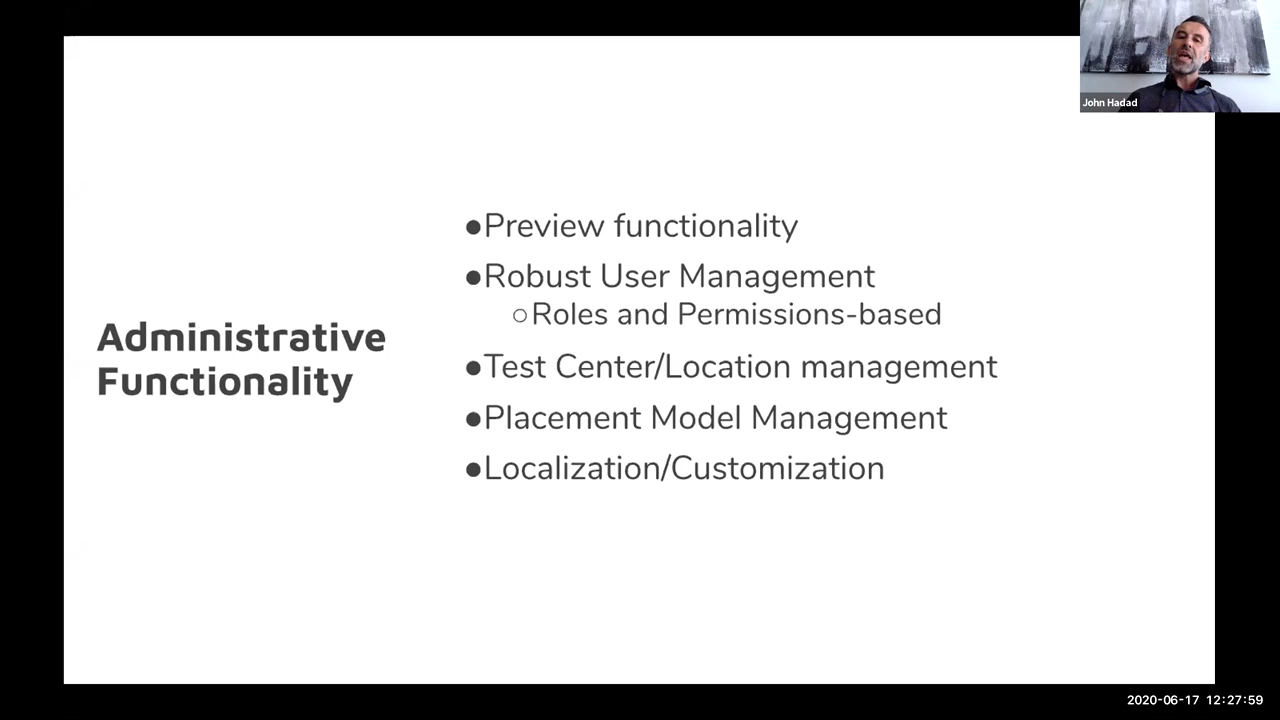 John Hadad
Administrative
Functionality
●Preview functionality
●Robust User Management
○Roles and Permissions-based
●Test Center/Location management
●Placement Model Management
●Localization/Customization
2020-06-17 12:27:59